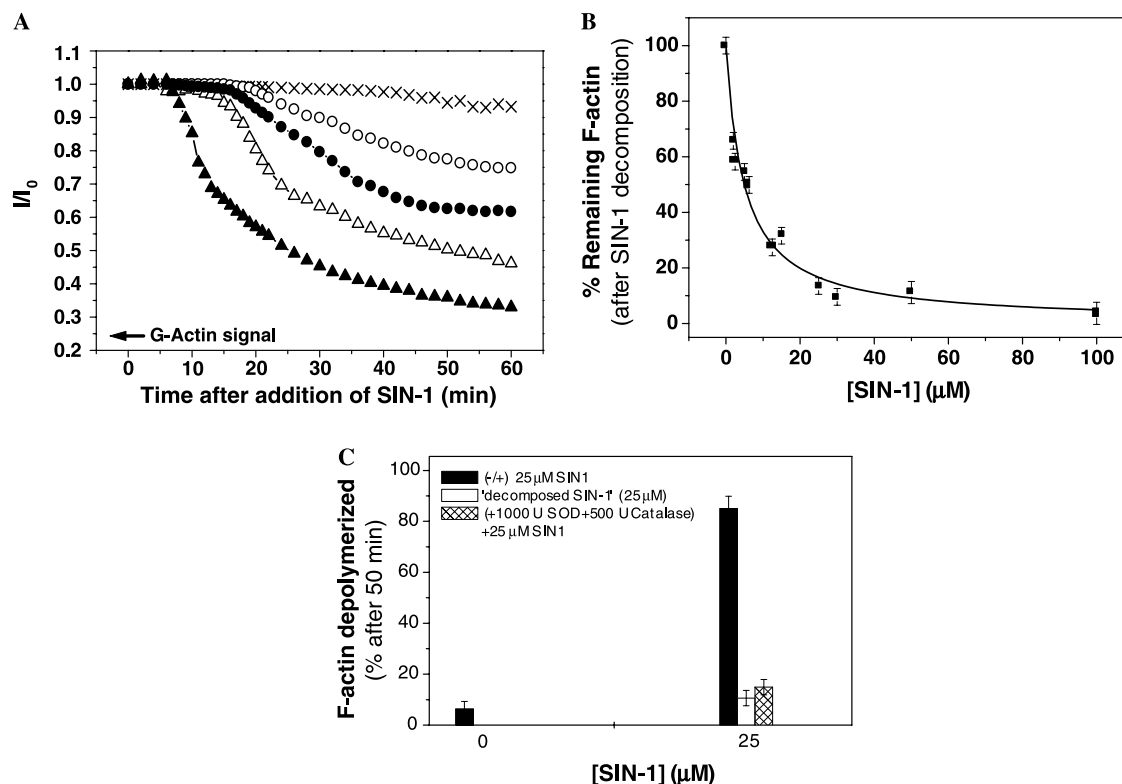 A
1.1
1.0
0.9
0.8
0.7
0.6
0.5
0.4
0.3
0.2
I/I₀
G-Actin signal
0 10 20 30 40 50 60
Time after addition of SIN-1 (min)
B
100
80
60
40
20
0
% Remaining F-actin
(after SIN-1 decomposition)
0 20 40 60 80 100
[SIN-1] (μM)
C
100
80
60
40
20
0
F-actin depolymerized
(% after 50 min)
(-/+) 25μM SIN1
'decomposed SIN-1' (25μM)
(+1000 U SOD+500 UCatalase)
+25 μM SIN1
0 25
[SIN-1] (μM)